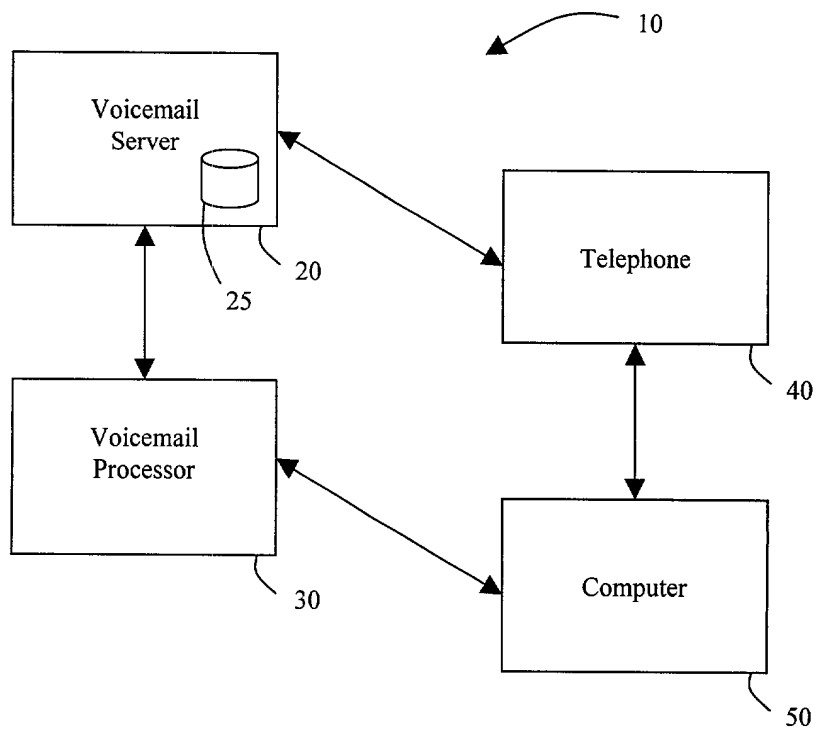 10
Voicemail
Server
20
25
Telephone
40
Voicemail
Processor
30
Computer
50